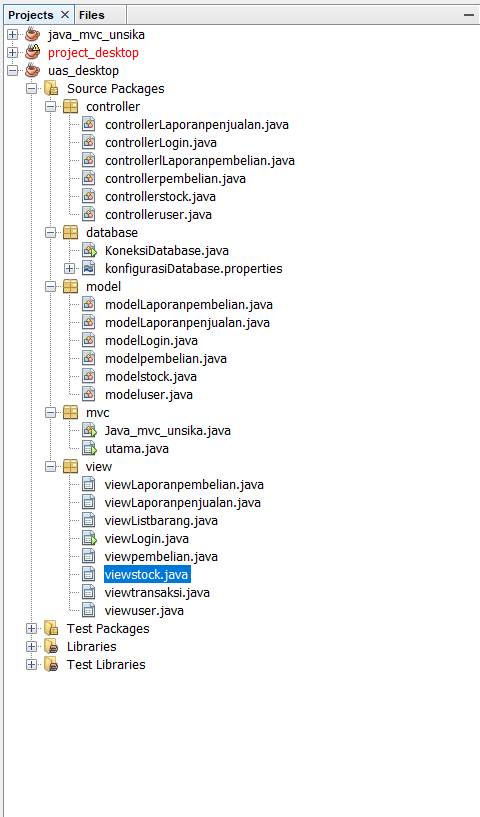 Projects
Files
java_mvc_unsika
project_desktop
uas_desktop
Source Packages
controller
controllerLaporanpenjualan.java
controllerLogin.java
controllerlLaporanpembelian.java
controllerpembelian.java
controllerstock.java
controlleruser.java
database
KoneksiDatabase.java
konfigurasiDatabase.properties
model
modelLaporanpembelian.java
modelLaporanpenjualan.java
modelLogin.java
modelpembelian.java
modelstock.java
modeluser.java
mvc
Java_mvc_unsika.java
utama.java
view
viewLaporanpembelian.java
viewLaporanpenjualan.java
viewListbarang.java
viewLogin.java
viewpembelian.java
viewstock.java
viewtransaksi.java
viewuser.java
Test Packages
Libraries
Test Libraries